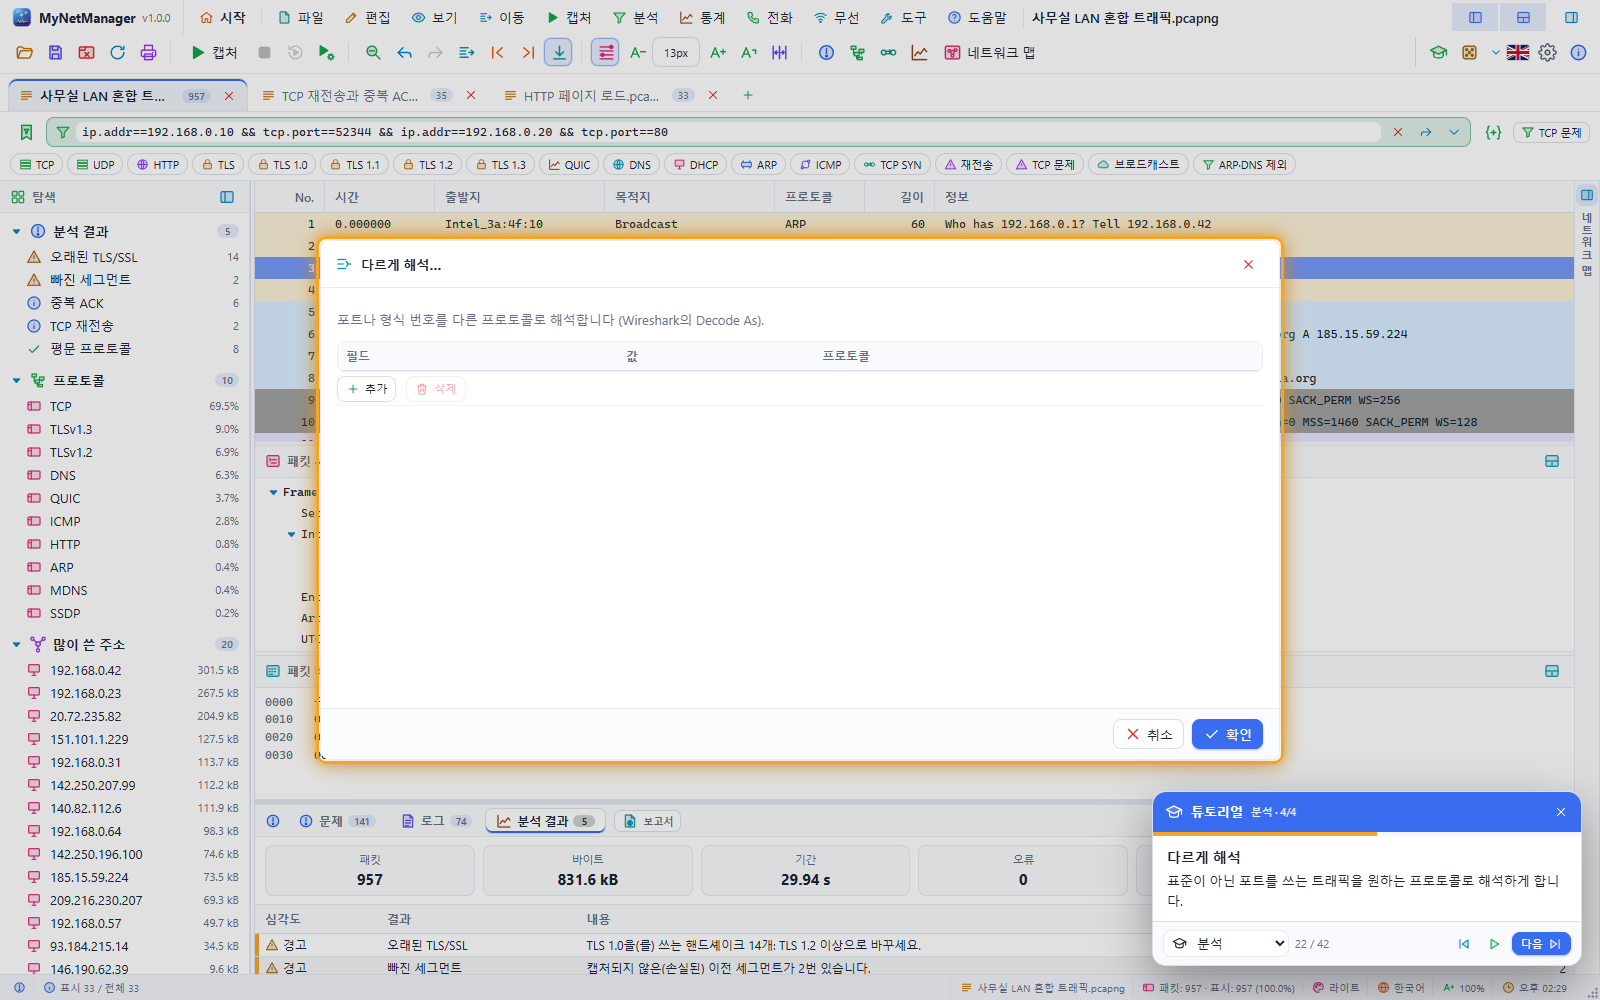 MyNetManager v1.0.0
시작 파일 편집 보기 이동 캡처 분석 통계 전화 무선 도구 도움말 사무실 LAN 혼합 트래픽.pcapng
캡처 A− 13px A+ 네트워크 맵
사무실 LAN 혼합 트... 957
TCP 재전송과 중복 AC... 35
HTTP 페이지 로드.pca... 33
ip.addr==192.168.0.10 && tcp.port==52344 && ip.addr==192.168.0.20 && tcp.port==80
TCP 문제
TCP UDP HTTP TLS TLS 1.0 TLS 1.1 TLS 1.2 TLS 1.3 QUIC DNS DHCP ARP ICMP TCP SYN 재전송 TCP 문제 브로드캐스트 ARP·DNS 제외
탐색
분석 결과 5
오래된 TLS/SSL 14
빠진 세그먼트 2
중복 ACK 6
TCP 재전송 2
평문 프로토콜 8
프로토콜 10
TCP 69.5%
TLSv1.3 9.0%
TLSv1.2 6.9%
DNS 6.3%
QUIC 3.7%
ICMP 2.8%
HTTP 0.8%
ARP 0.4%
MDNS 0.4%
SSDP 0.2%
많이 쓴 주소 20
192.168.0.42 301.5 kB
192.168.0.23 267.5 kB
20.72.235.82 204.9 kB
151.101.1.229 127.5 kB
192.168.0.31 113.7 kB
142.250.207.99 112.2 kB
140.82.112.6 111.9 kB
192.168.0.64 98.3 kB
142.250.196.100 74.6 kB
185.15.59.224 73.5 kB
209.216.230.207 69.3 kB
192.168.0.57 49.7 kB
93.184.215.14 34.5 kB
146.190.62.39 9.6 kB
No. 시간 출발지 목적지 프로토콜 길이 정보
1 0.000000 Intel_3a:4f:10 Broadcast ARP 60 Who has 192.168.0.1? Tell 192.168.0.42
2
3
4
5
6 rg A 185.15.59.224
7
8 a.org
9 SACK_PERM WS=256
10 =0 MSS=1460 SACK_PERM WS=128
네트워크 맵
패킷
Frame
패킷
0000
0010
0020
0030
다르게 해석...
포트나 형식 번호를 다른 프로토콜로 해석합니다 (Wireshark의 Decode As).
필드 값 프로토콜
추가 삭제
취소 확인
문제 141 로그 74 분석 결과 5 보고서
패킷 957
바이트 831.6 kB
기간 29.94 s
오류 0
심각도 결과 내용
경고 오래된 TLS/SSL TLS 1.0을(를) 쓰는 핸드셰이크 14개: TLS 1.2 이상으로 바꾸세요.
경고 빠진 세그먼트 캡처되지 않은(손실된) 이전 세그먼트가 2번 있습니다. 2
튜토리얼 분석 · 4/4
다르게 해석
표준이 아닌 포트를 쓰는 트래픽을 원하는 프로토콜로 해석하게 합니
다.
분석 22 / 42 다음
표시 33 / 전체 33
사무실 LAN 혼합 트래픽.pcapng 패킷: 957 · 표시: 957 (100.0%) 라이트 한국어 100% 오후 02:29